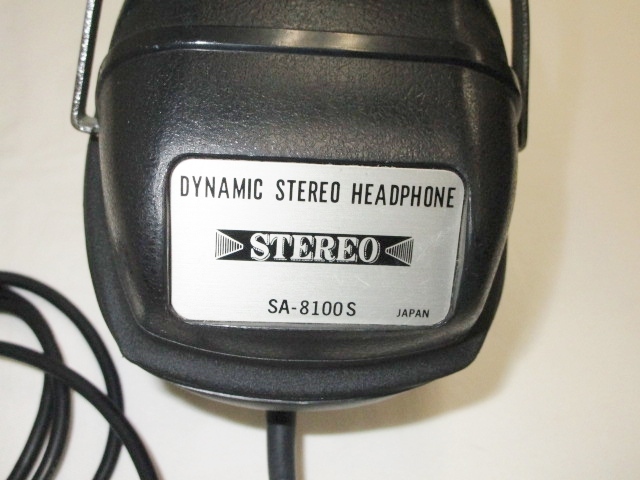 DYNAMIC STEREO HEADPHONE
STEREO
SA-8100S JAPAN